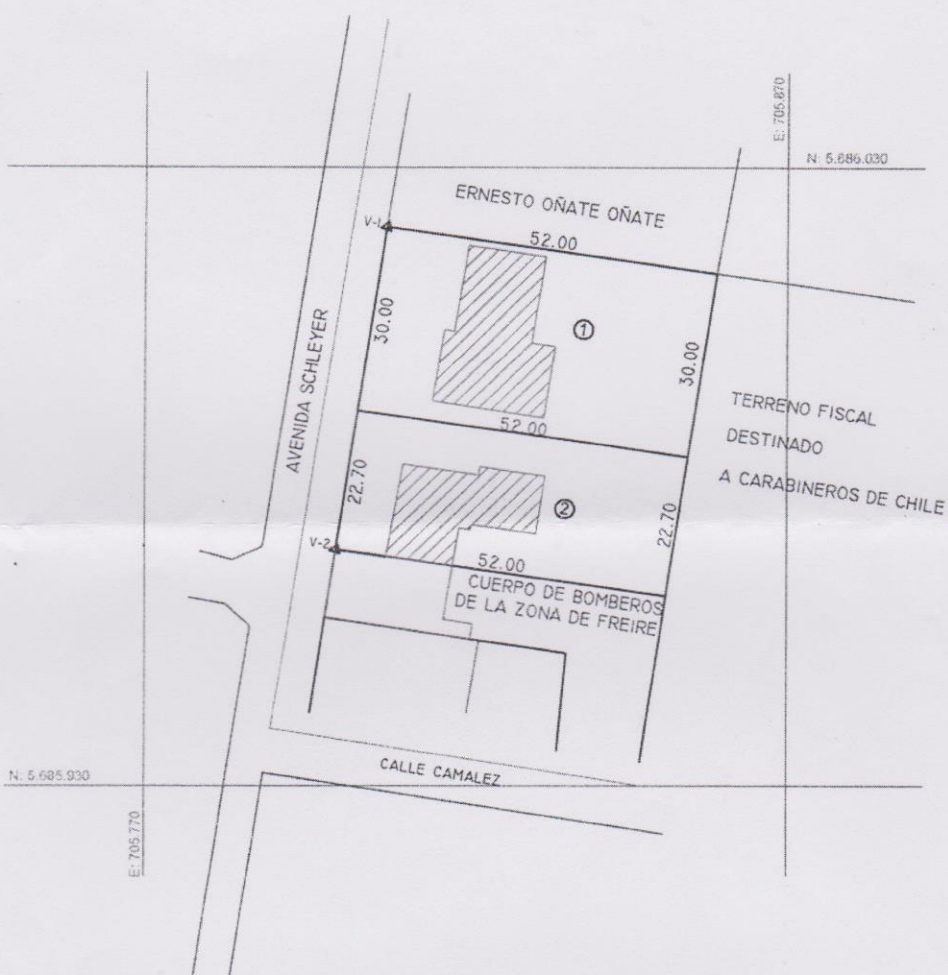 E: 705.870
N: 5.686.030
ERNESTO OÑATE OÑATE
V-1
52.00
30.00
①
30.00
AVENIDA SCHLEYER
TERRENO FISCAL
DESTINADO
A CARABINEROS DE CHILE
52.00
22.70
②
22.70
V-2
52.00
CUERPO DE BOMBEROS
DE LA ZONA DE FREIRE
CALLE CAMALEZ
N: 5.685.930
E: 705.770